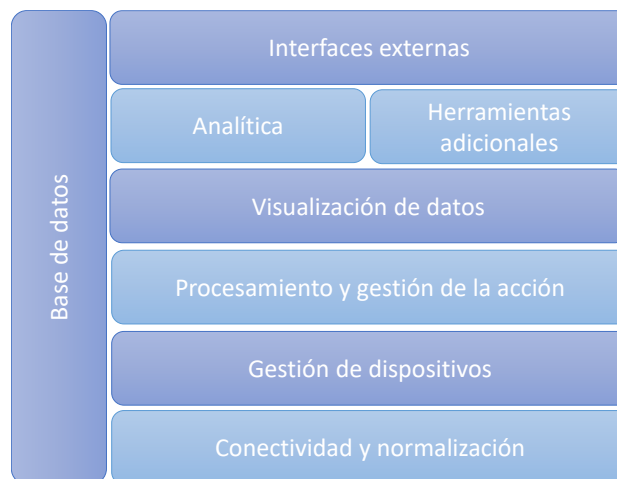 Base de datos
Interfaces externas
Analítica
Herramientas
adicionales
Visualización de datos
Procesamiento y gestión de la acción
Gestión de dispositivos
Conectividad y normalización